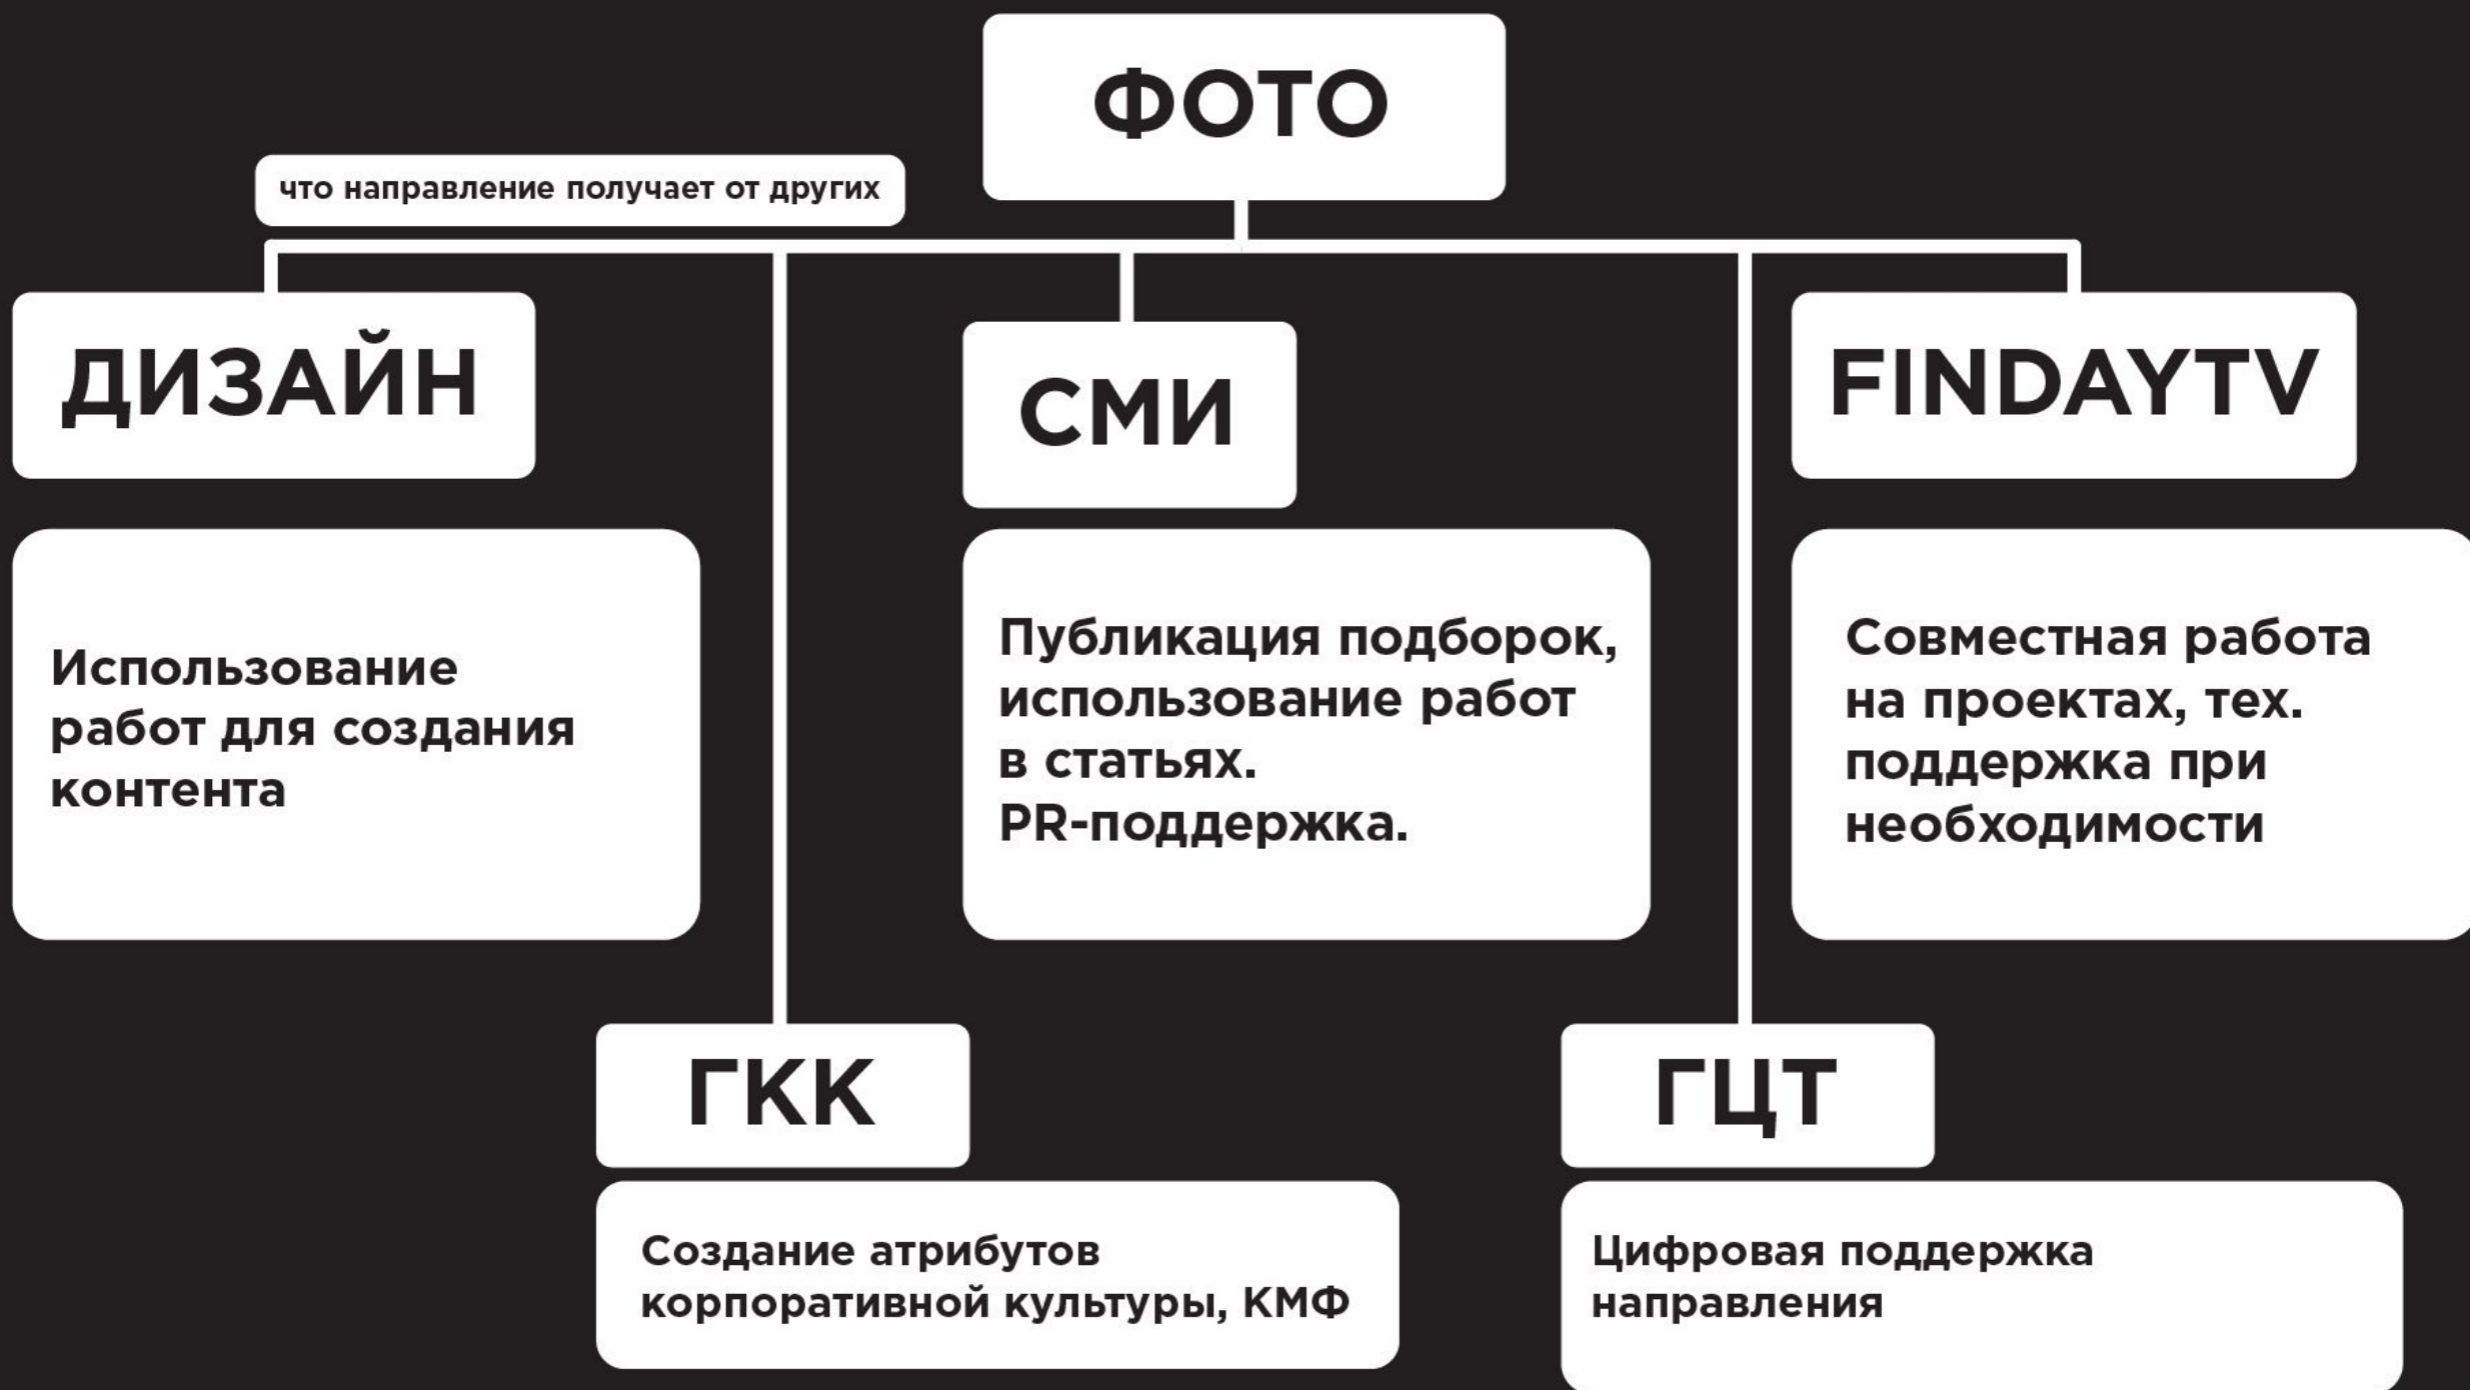 ФОТО
что направление получает от других
ДИЗАЙН
СМИ
FINDAYTV
Использование
работ для создания
контента
Публикация подборок,
использование работ
в статьях.
PR-поддержка.
Совместная работа
на проектах, тех.
поддержка при
необходимости
ГКК
ГЦТ
Создание атрибутов
корпоративной культуры, КМФ
Цифровая поддержка
направления